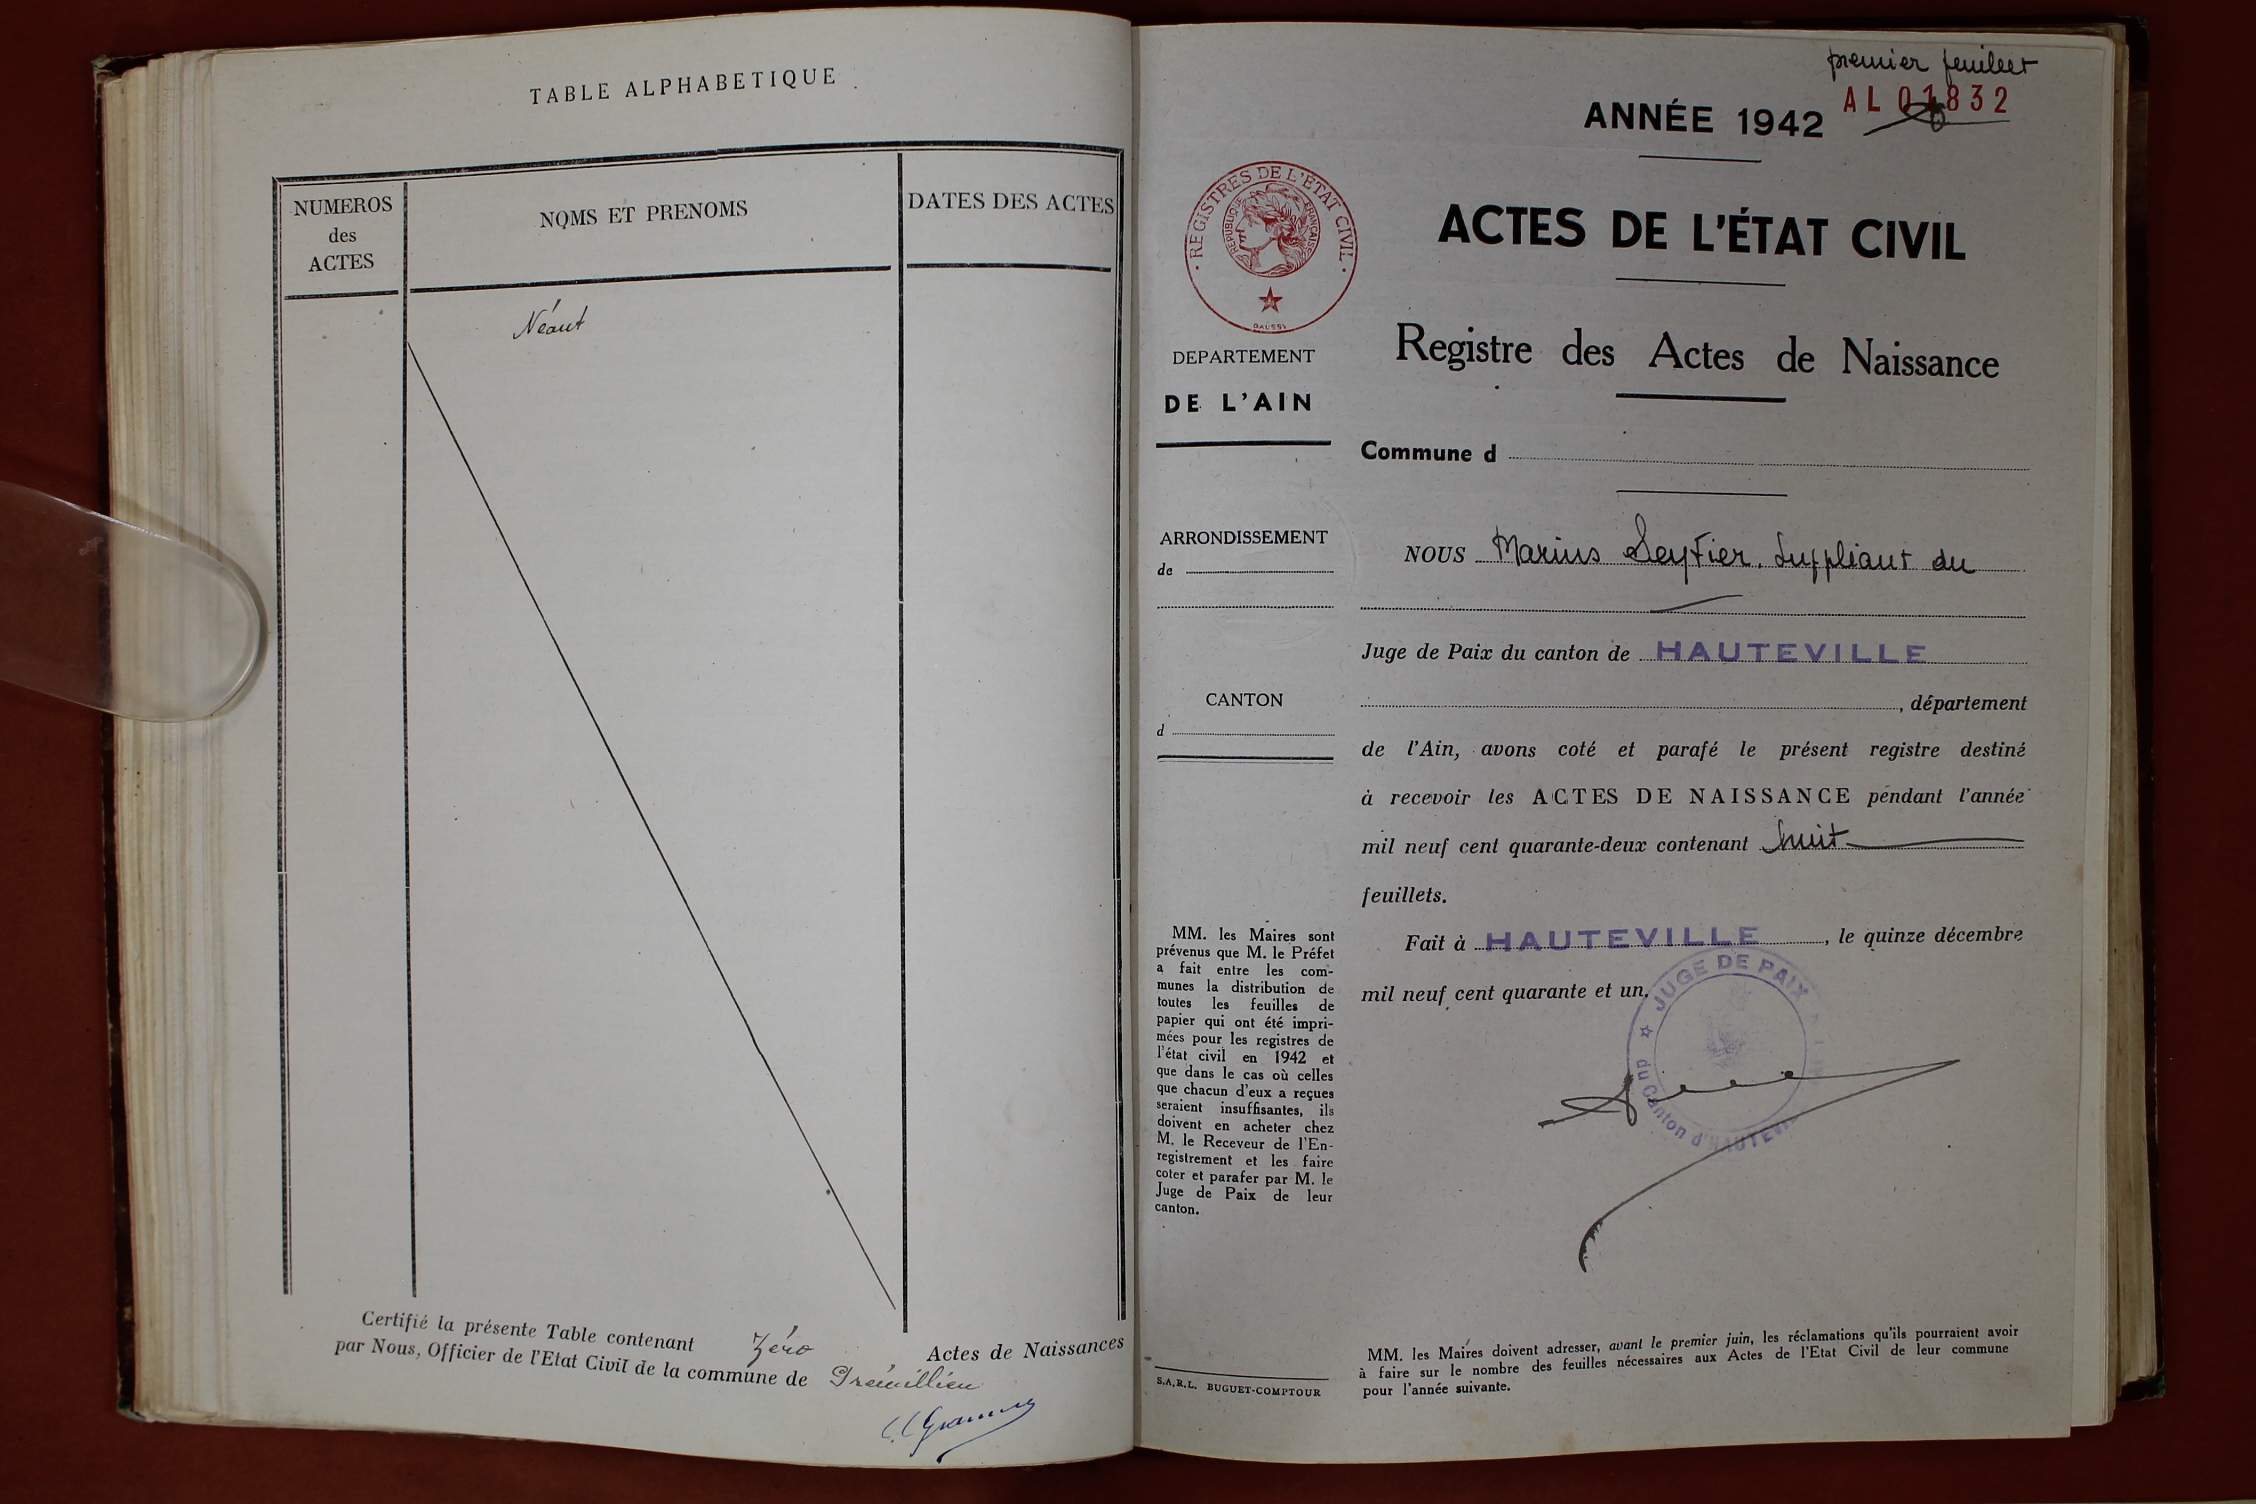 TABLE ALPHABETIQUE
NUMEROS
des
ACTES
NOMS ET PRENOMS
DATES DES ACTES
Néant
Certifié la présente Table contenant Zéro Actes de Naissances
par Nous, Officier de l'Etat Civil de la commune de Prémillieu
premier feuillet
AL 01832
ANNÉE 1942
ACTES DE L'ÉTAT CIVIL
REGISTRES DE L'ÉTAT CIVIL
RÉPUBLIQUE FRANÇAISE
Registre des Actes de Naissance
DEPARTEMENT
DE L'AIN
Commune d
ARRONDISSEMENT
de
NOUS Marius Seytier, suppliant du
Juge de Paix du canton de HAUTEVILLE
CANTON
d
, département
de l'Ain, avons coté et parafé le présent registre destiné
à recevoir les ACTES DE NAISSANCE pendant l'année
mil neuf cent quarante-deux contenant huit
feuillets.
Fait à HAUTEVILLE, le quinze décembre
mil neuf cent quarante et un.
JUGE DE PAIX
du Canton d'HAUTEVI
MM. les Maires sont
prévenus que M. le Préfet
a fait entre les com-
munes la distribution de
toutes les feuilles de
papier qui ont été impri-
mées pour les registres de
l'état civil en 1942 et
que dans le cas où celles
que chacun d'eux a reçues
seraient insuffisantes, ils
doivent en acheter chez
M. le Receveur de l'En-
registrement et les faire
coter et parafer par M. le
Juge de Paix de leur
canton.
S.A.R.L. BUGUET-COMPTOUR
MM. les Maires doivent adresser, avant le premier juin, les réclamations qu'ils pourraient avoir
à faire sur le nombre des feuilles nécessaires aux Actes de l'Etat Civil de leur commune
pour l'année suivante.